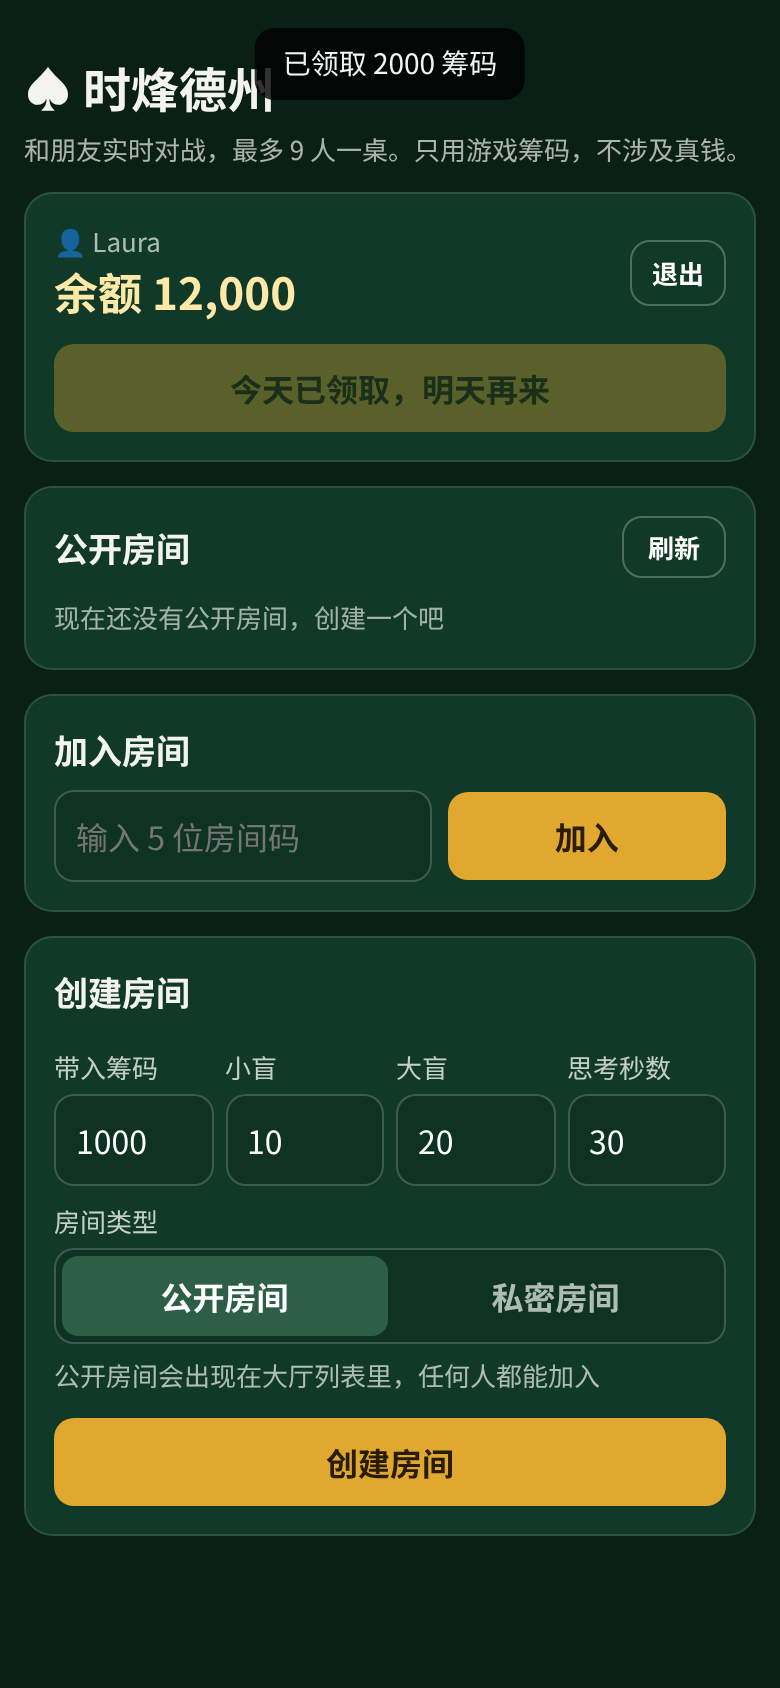 已领取 2000 筹码
♠ 时烽德州
和朋友实时对战，最多 9 人一桌。只用游戏筹码，不涉及真钱。
Laura
余额 12,000
退出
今天已领取，明天再来
公开房间
刷新
现在还没有公开房间，创建一个吧
加入房间
输入 5 位房间码
加入
创建房间
带入筹码 小盲 大盲 思考秒数
1000 10 20 30
房间类型
公开房间 私密房间
公开房间会出现在大厅列表里，任何人都能加入
创建房间